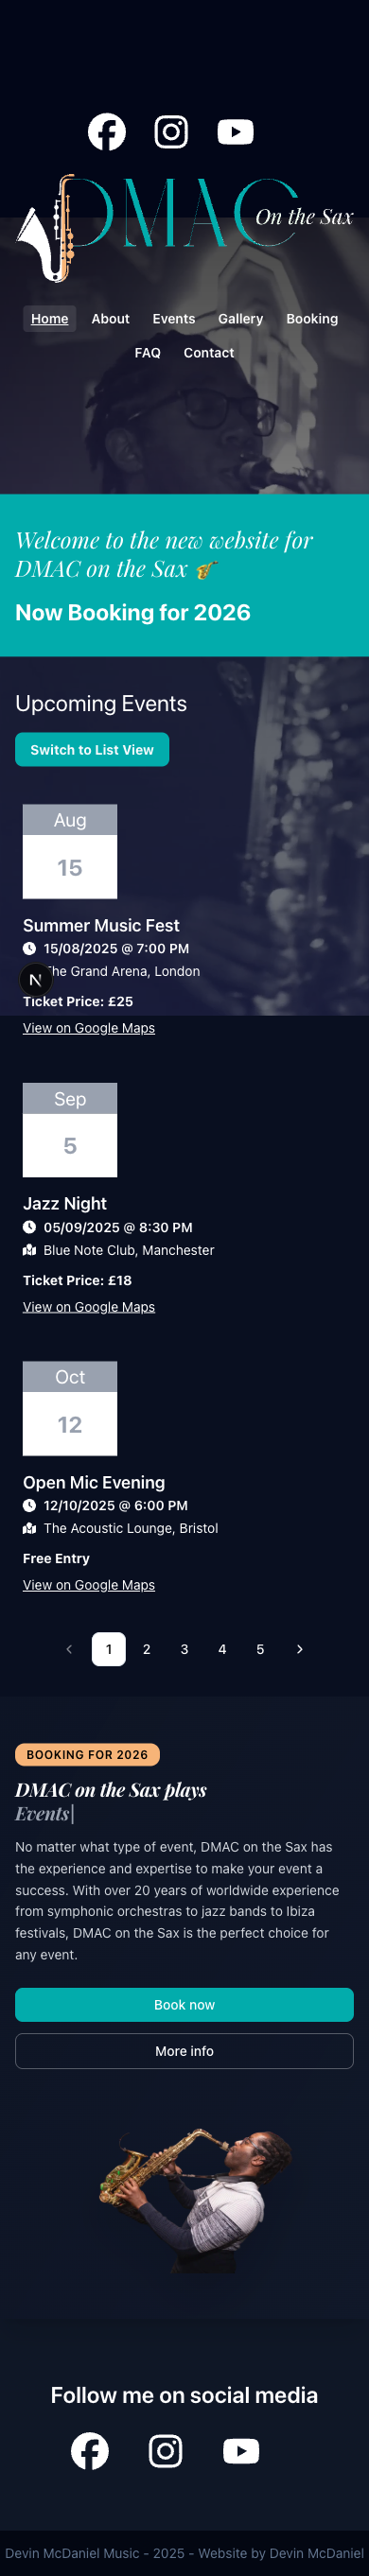 DMAC
On the Sax
Home About Events Gallery Booking
FAQ Contact
Welcome to the new website for
DMAC on the Sax 🎷
Now Booking for 2026
Upcoming Events
Switch to List View
Aug
15
Summer Music Fest
15/08/2025 @ 7:00 PM
The Grand Arena, London
N
Ticket Price: £25
View on Google Maps
Sep
5
Jazz Night
05/09/2025 @ 8:30 PM
Blue Note Club, Manchester
Ticket Price: £18
View on Google Maps
Oct
12
Open Mic Evening
12/10/2025 @ 6:00 PM
The Acoustic Lounge, Bristol
Free Entry
View on Google Maps
1 2 3 4 5
BOOKING FOR 2026
DMAC on the Sax plays
Events|
No matter what type of event, DMAC on the Sax has
the experience and expertise to make your event a
success. With over 20 years of worldwide experience
from symphonic orchestras to jazz bands to Ibiza
festivals, DMAC on the Sax is the perfect choice for
any event.
Book now
More info
Follow me on social media
Devin McDaniel Music - 2025 - Website by Devin McDaniel